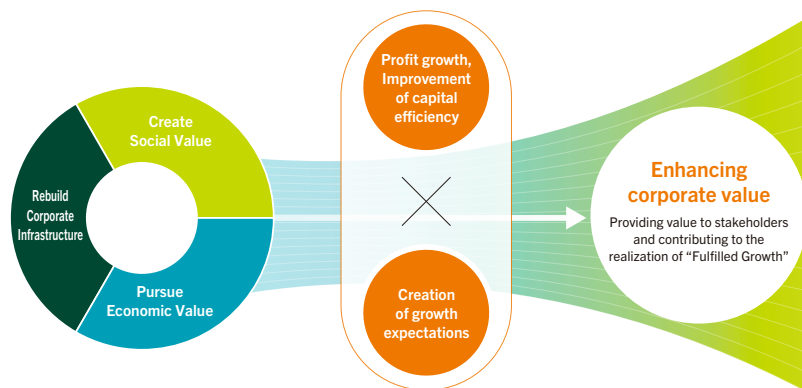 Create
Social Value
Rebuild
Corporate
Infrastructure
Pursue
Economic Value
Profit growth,
Improvement
of capital
efficiency
Creation
of growth
expectations
Enhancing
corporate value
Providing value to stakeholders
and contributing to the
realization of “Fulfilled Growth”